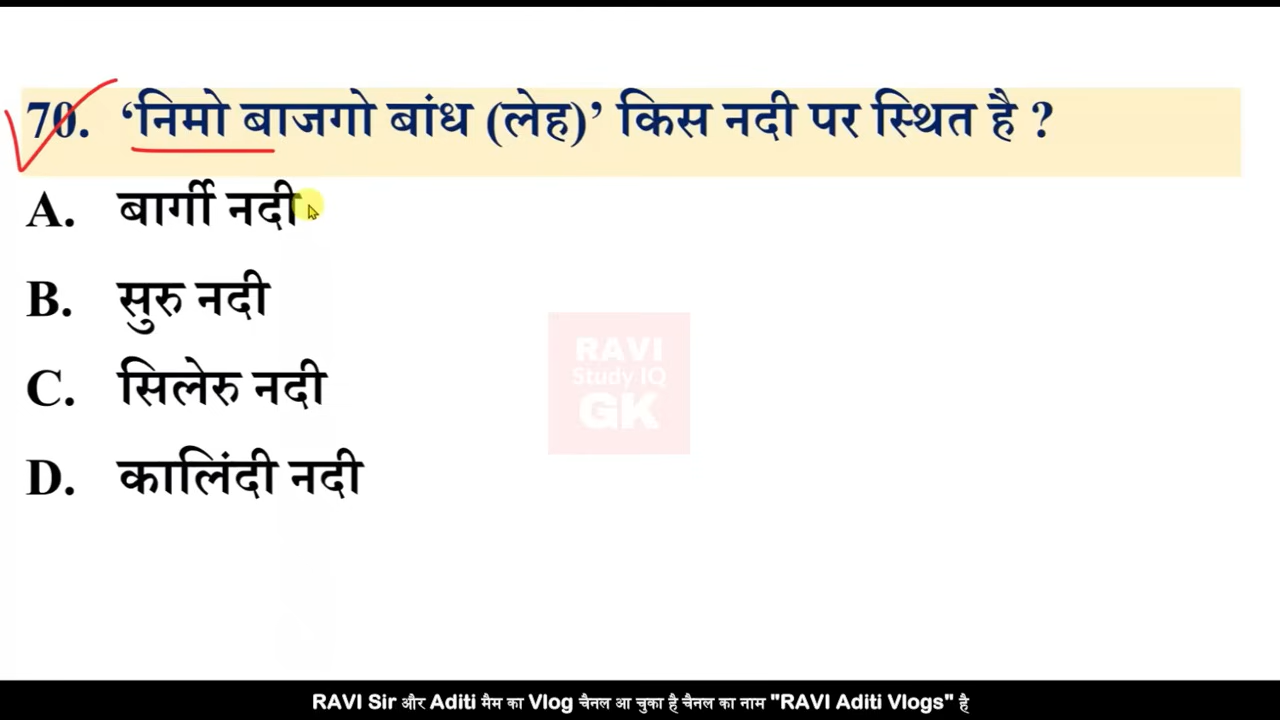 70. ‘निमो बाजगो बांध (लेह)’ किस नदी पर स्थित है ?
A. बार्गी नदी
B. सुरु नदी
C. सिलेरु नदी
D. कालिंदी नदी
RAVI
Study IQ
GK
RAVI Sir और Aditi मैम का Vlog चैनल आ चुका है चैनल का नाम "RAVI Aditi Vlogs" है